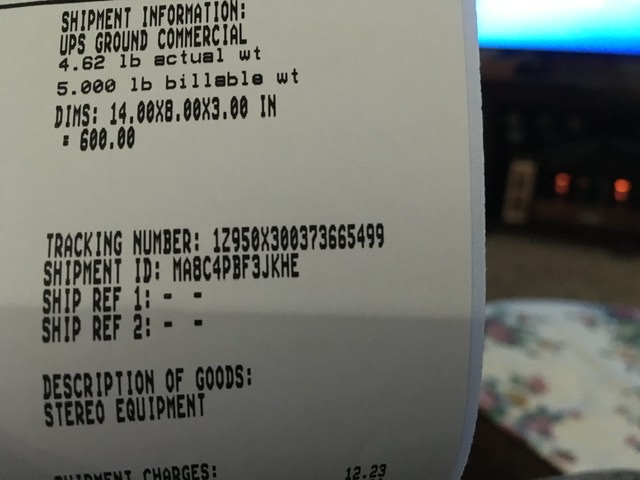 SHIPMENT INFORMATION:
UPS GROUND COMMERCIAL
4.62 lb actual wt
5.000 lb billable wt
DIMS: 14.00X8.00X3.00 IN
= 600.00
TRACKING NUMBER: 1Z950X300373665499
SHIPMENT ID: MA8C4PBF3JKHE
SHIP REF 1: - -
SHIP REF 2: - -
DESCRIPTION OF GOODS:
STEREO EQUIPMENT
SHIPMENT CHARGES: 12.23